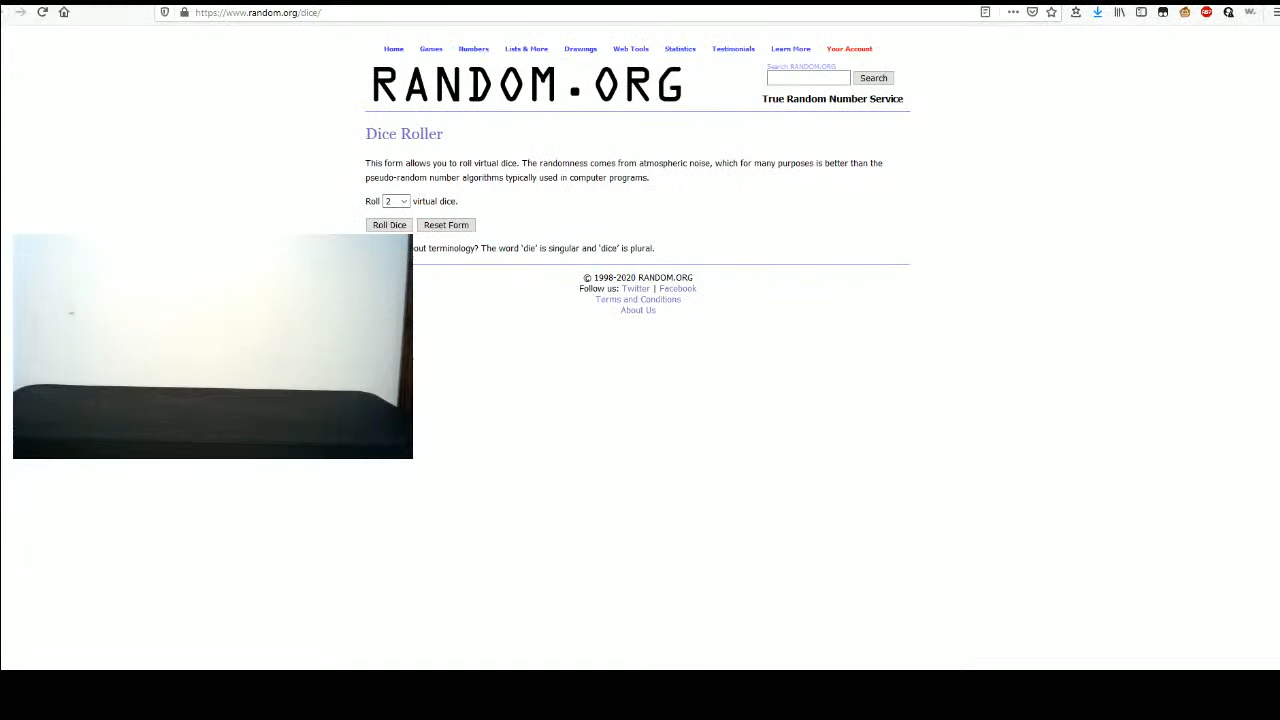 https://www.random.org/dice/
Home Games Numbers Lists & More Drawings Web Tools Statistics Testimonials Learn More Your Account
RANDOM.ORG
Search RANDOM.ORG
Search
True Random Number Service
Dice Roller
This form allows you to roll virtual dice. The randomness comes from atmospheric noise, which for many purposes is better than the
pseudo-random number algorithms typically used in computer programs.
Roll 2 virtual dice.
Roll Dice Reset Form
terminology? The word ‘die’ is singular and ‘dice’ is plural.
© 1998-2020 RANDOM.ORG
Follow us: Twitter | Facebook
Terms and Conditions
About Us